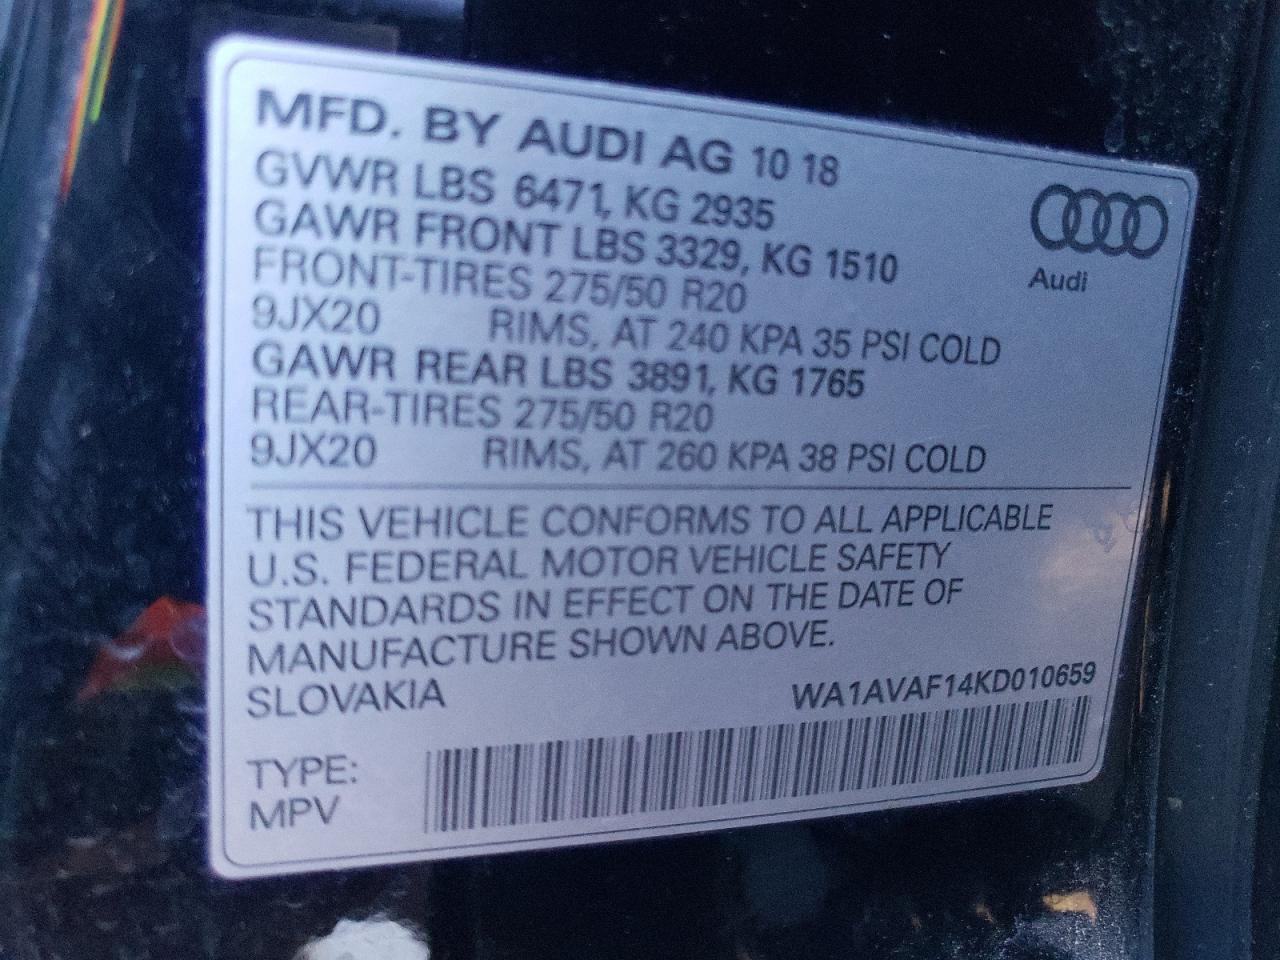 MFD. BY AUDI AG 10 18
GVWR LBS 6471, KG 2935
GAWR FRONT LBS 3329, KG 1510
FRONT-TIRES 275/50 R20
9JX20 RIMS, AT 240 KPA 35 PSI COLD
GAWR REAR LBS 3891, KG 1765
REAR-TIRES 275/50 R20
9JX20 RIMS, AT 260 KPA 38 PSI COLD
Audi
THIS VEHICLE CONFORMS TO ALL APPLICABLE
U.S. FEDERAL MOTOR VEHICLE SAFETY
STANDARDS IN EFFECT ON THE DATE OF
MANUFACTURE SHOWN ABOVE.
SLOVAKIA WA1AVAF14KD010659
TYPE:
MPV